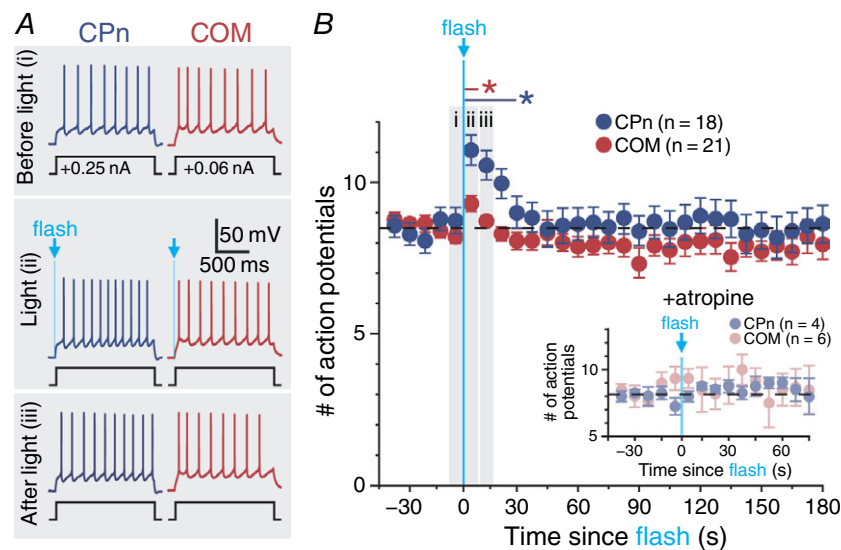 A
CPn COM
Before light (i)
+0.25 nA +0.06 nA
Light (ii)
flash
50 mV
500 ms
After light (iii)
B
flash
*
*
i ii iii
CPn (n = 18)
COM (n = 21)
# of action potentials
10
5
0
−30 0 30 60 90 120 150 180
Time since flash (s)
+atropine
flash
CPn (n = 4)
COM (n = 6)
# of action
potentials
10
5
−30 0 30 60
Time since flash (s)